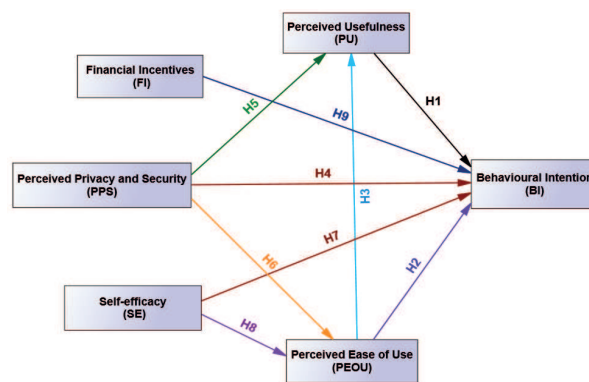 Perceived Usefulness
(PU)
Financial Incentives
(FI)
H1
H5
H9
Perceived Privacy and Security
(PPS)
H4
Behavioural Intention
(BI)
H3
H7
H6
H2
Self-efficacy
(SE)
H8
Perceived Ease of Use
(PEOU)